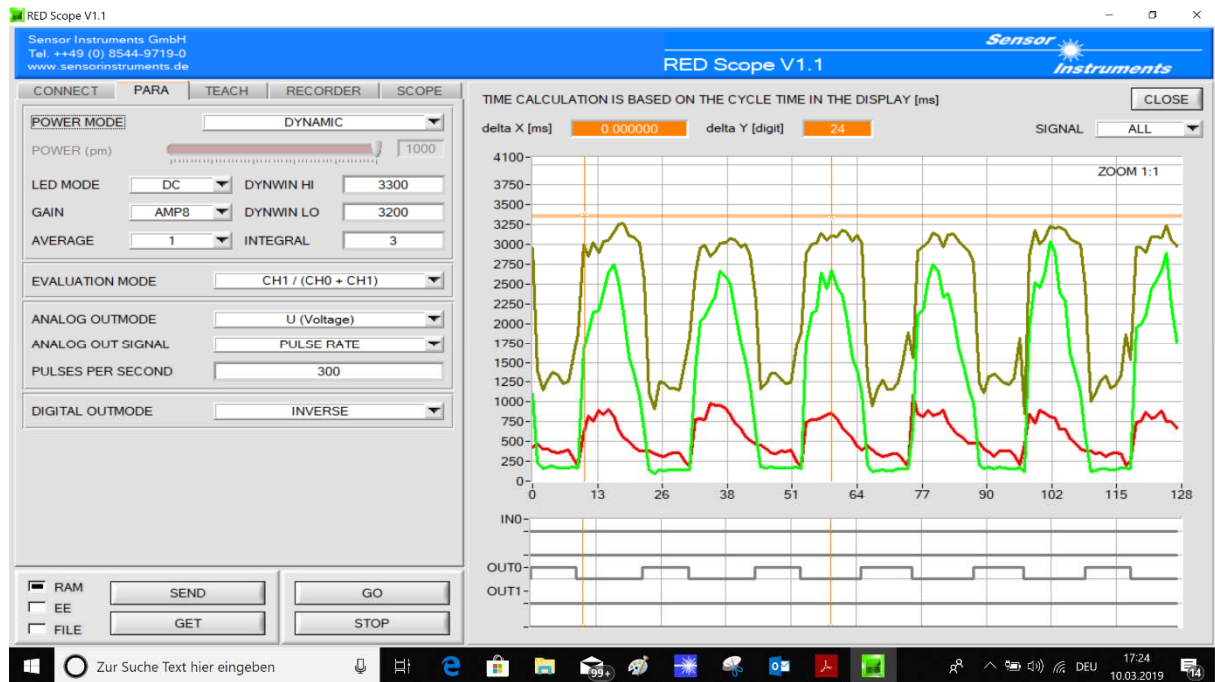 RED Scope V1.1
Sensor Instruments GmbH
Tel. ++49 (0) 8544-9719-0
www.sensorinstruments.de
RED Scope V1.1
Sensor
Instruments
CONNECT PARA TEACH RECORDER SCOPE
POWER MODE DYNAMIC
POWER (pm) 1000
LED MODE DC DYNWIN HI 3300
GAIN AMP8 DYNWIN LO 3200
AVERAGE 1 INTEGRAL 3
EVALUATION MODE CH1 / (CH0 + CH1)
ANALOG OUTMODE U (Voltage)
ANALOG OUT SIGNAL PULSE RATE
PULSES PER SECOND 300
DIGITAL OUTMODE INVERSE
RAM
EE
FILE
SEND GO
GET STOP
TIME CALCULATION IS BASED ON THE CYCLE TIME IN THE DISPLAY [ms] CLOSE
delta X [ms] 0.000000 delta Y [digit] 24 SIGNAL ALL
ZOOM 1:1
4100
3750
3500
3250
3000
2750
2500
2250
2000
1750
1500
1250
1000
750
500
250
0
0 13 26 38 51 64 77 90 102 115 128
IN0
OUT0
OUT1
Zur Suche Text hier eingeben 99+ DEU 17:24
10.03.2019 14